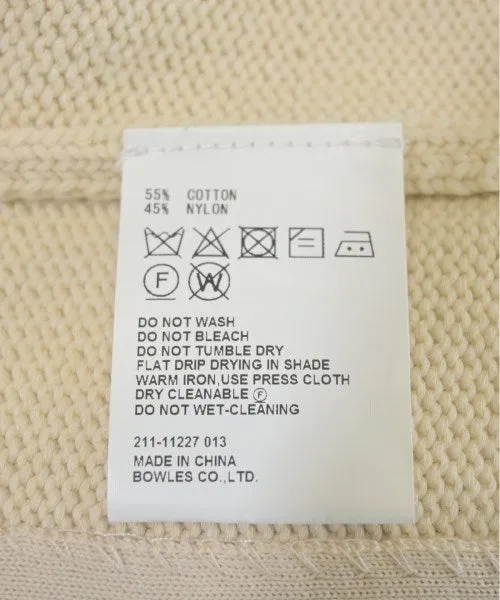 55% COTTON
45% NYLON
F W
DO NOT WASH
DO NOT BLEACH
DO NOT TUMBLE DRY
FLAT DRIP DRYING IN SHADE
WARM IRON,USE PRESS CLOTH
DRY CLEANABLE Ⓕ
DO NOT WET-CLEANING
211-11227 013
MADE IN CHINA
BOWLES CO.,LTD.